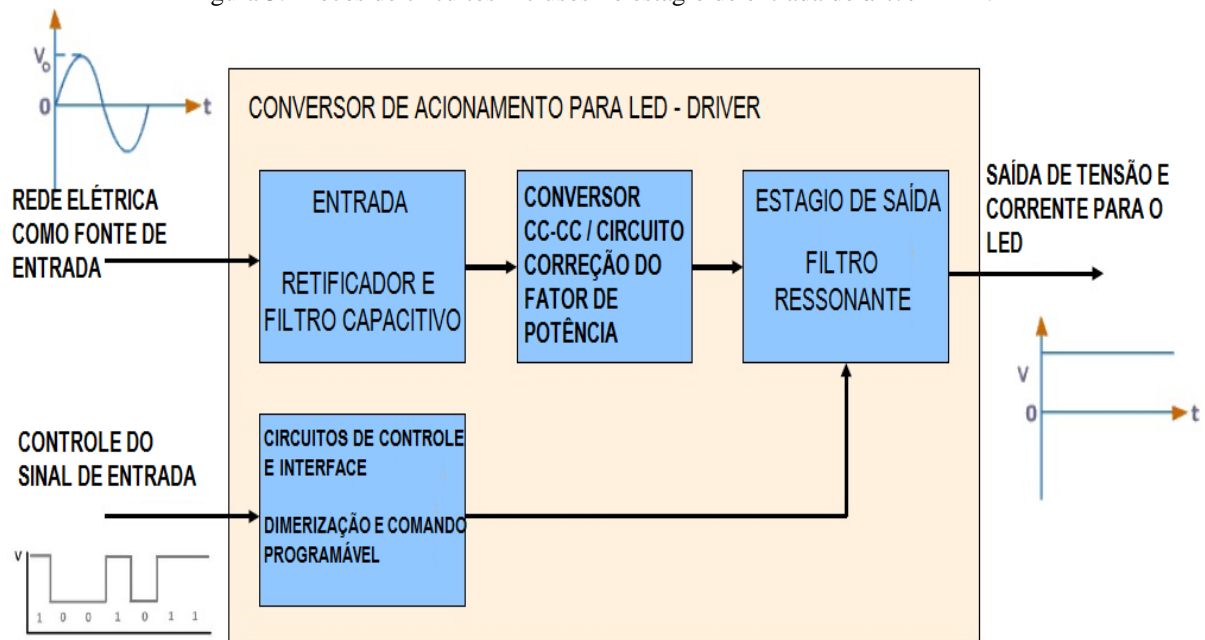 CONVERSOR DE ACIONAMENTO PARA LED - DRIVER
V₀
0
t
REDE ELÉTRICA
COMO FONTE DE
ENTRADA
ENTRADA
RETIFICADOR E
FILTRO CAPACITIVO
CONVERSOR
CC-CC / CIRCUITO
CORREÇÃO DO
FATOR DE
POTÊNCIA
ESTAGIO DE SAÍDA
FILTRO
RESSONANTE
SAÍDA DE TENSÃO E
CORRENTE PARA O
LED
V
0
t
CONTROLE DO
SINAL DE ENTRADA
V
1 0 0 1 0 1 1
CIRCUITOS DE CONTROLE
E INTERFACE
DIMERIZAÇÃO E COMANDO
PROGRAMÁVEL